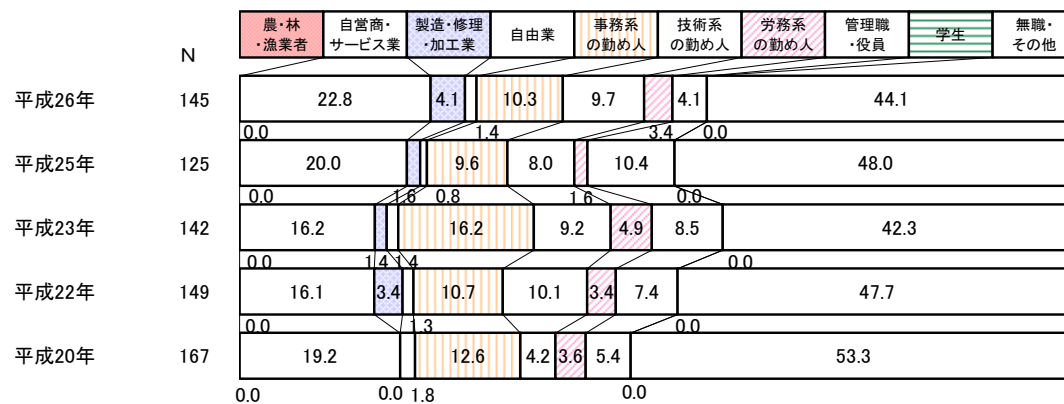 農・林
・漁業者
自営商・
サービス業
製造・修理
・加工業
自由業
事務系
の勤め人
技術系
の勤め人
労務系
の勤め人
管理職
・役員
学生
無職・
その他
N
平成26年 145 22.8 4.1 10.3 9.7 4.1 44.1
0.0 1.4 3.4 0.0
平成25年 125 20.0 9.6 8.0 10.4 48.0
0.0 1.6 0.8 1.6 0.0
平成23年 142 16.2 16.2 9.2 4.9 8.5 42.3
0.0 1.4 1.4 0.0
平成22年 149 16.1 3.4 10.7 10.1 3.4 7.4 47.7
0.0 1.3 0.0
平成20年 167 19.2 12.6 4.2 3.6 5.4 53.3
0.0 0.0 1.8 0.0